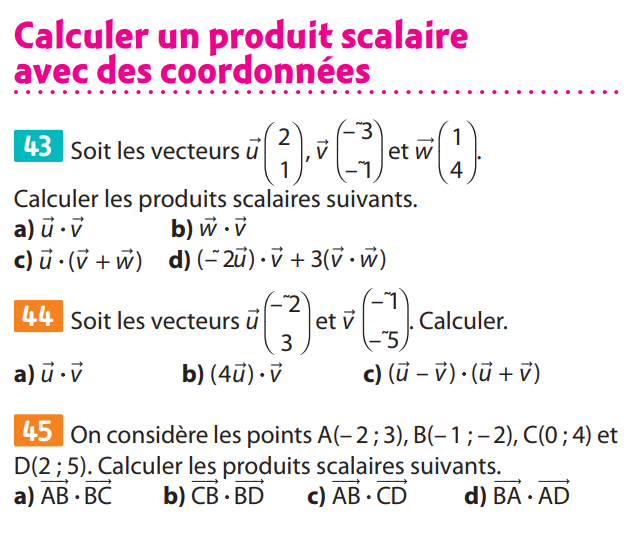 Calculer un produit scalaire
avec des coordonnées
43 Soit les vecteurs u⃗ (2 1), v⃗ (–˜3 –˜1) et w⃗ (1 4).
Calculer les produits scalaires suivants.
a) u⃗ · v⃗ b) w⃗ · v⃗
c) u⃗ · (v⃗ + w⃗) d) (–˜2u⃗) · v⃗ + 3(v⃗ · w⃗)
44 Soit les vecteurs u⃗ (–˜2 3) et v⃗ (–˜1 –˜5). Calculer.
a) u⃗ · v⃗ b) (4u⃗) · v⃗ c) (u⃗ – v⃗) · (u⃗ + v⃗)
45 On considère les points A(– 2 ; 3), B(– 1 ; – 2), C(0 ; 4) et
D(2 ; 5). Calculer les produits scalaires suivants.
a) AB⃗ · BC⃗ b) CB⃗ · BD⃗ c) AB⃗ · CD⃗ d) BA⃗ · AD⃗